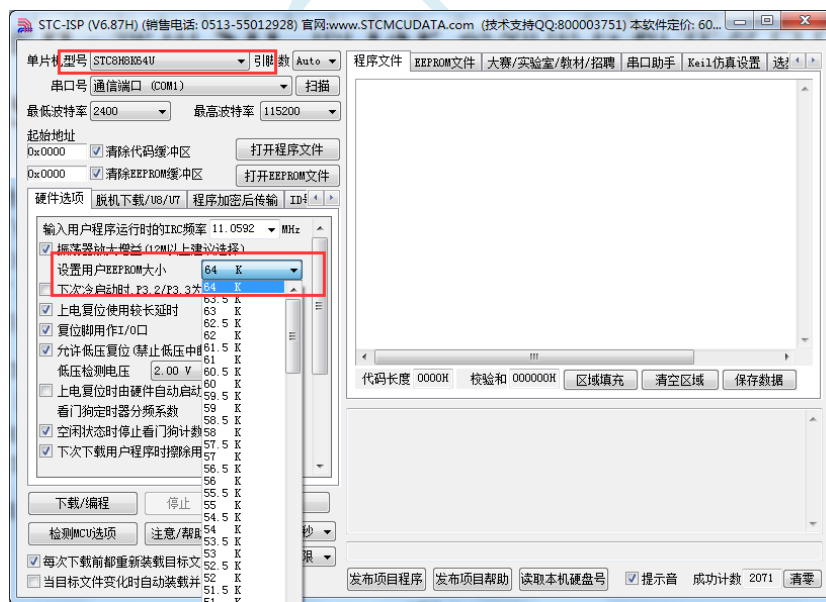 STC-ISP (V6.87H) (销售电话: 0513-55012928) 官网:www.STCMCUDATA.com (技术支持QQ:800003751) 本软件定价: 60...
单片机型号 STC8H8K64U 引脚数 Auto
串口号 通信端口 (COM1) 扫描
最低波特率 2400 最高波特率 115200
起始地址
0x0000 清除代码缓冲区 打开程序文件
0x0000 清除EEPROM缓冲区 打开EEPROM文件
硬件选项 脱机下载/U8/U7 程序加密后传输
输入用户程序运行时的IRC频率 11.0592 MHz
振荡器放大增益(12M以上建议选择)
设置用户EEPROM大小 64 K
下次冷启动时,P3.2/P3.3为
上电复位使用较长延时
复位脚用作I/O口
允许低压复位(禁止低压中
低压检测电压 2.00 V
上电复位时由硬件自动启动
看门狗定时器分频系数
空闲状态时停止看门狗计数
下次下载用户程序时擦除用
64 K
63.5 K
63 K
62.5 K
62 K
61.5 K
61 K
60.5 K
60 K
59.5 K
59 K
58.5 K
58 K
57.5 K
57 K
56.5 K
56 K
55.5 K
55 K
54.5 K
54 K
53.5 K
53 K
52.5 K
52 K
51.5 K
51 K
下载/编程 停止
检测MCU选项 注意/帮助 秒
每次下载前都重新装载目标文 限
当目标文件变化时自动装载并
程序文件 EEPROM文件 大赛/实验室/教材/招聘 串口助手 Keil仿真设置
代码长度 0000H 校验和 000000H 区域填充 清空区域 保存数据
发布项目程序 发布项目帮助 读取本机硬盘号 提示音 成功计数 2071 清零